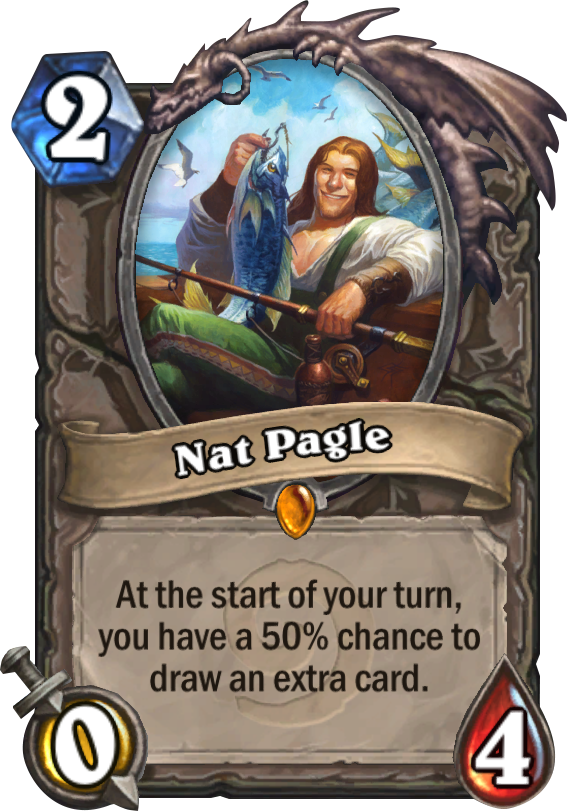 2
Nat Pagle
At the start of your turn,
you have a 50% chance to
draw an extra card.
0
4